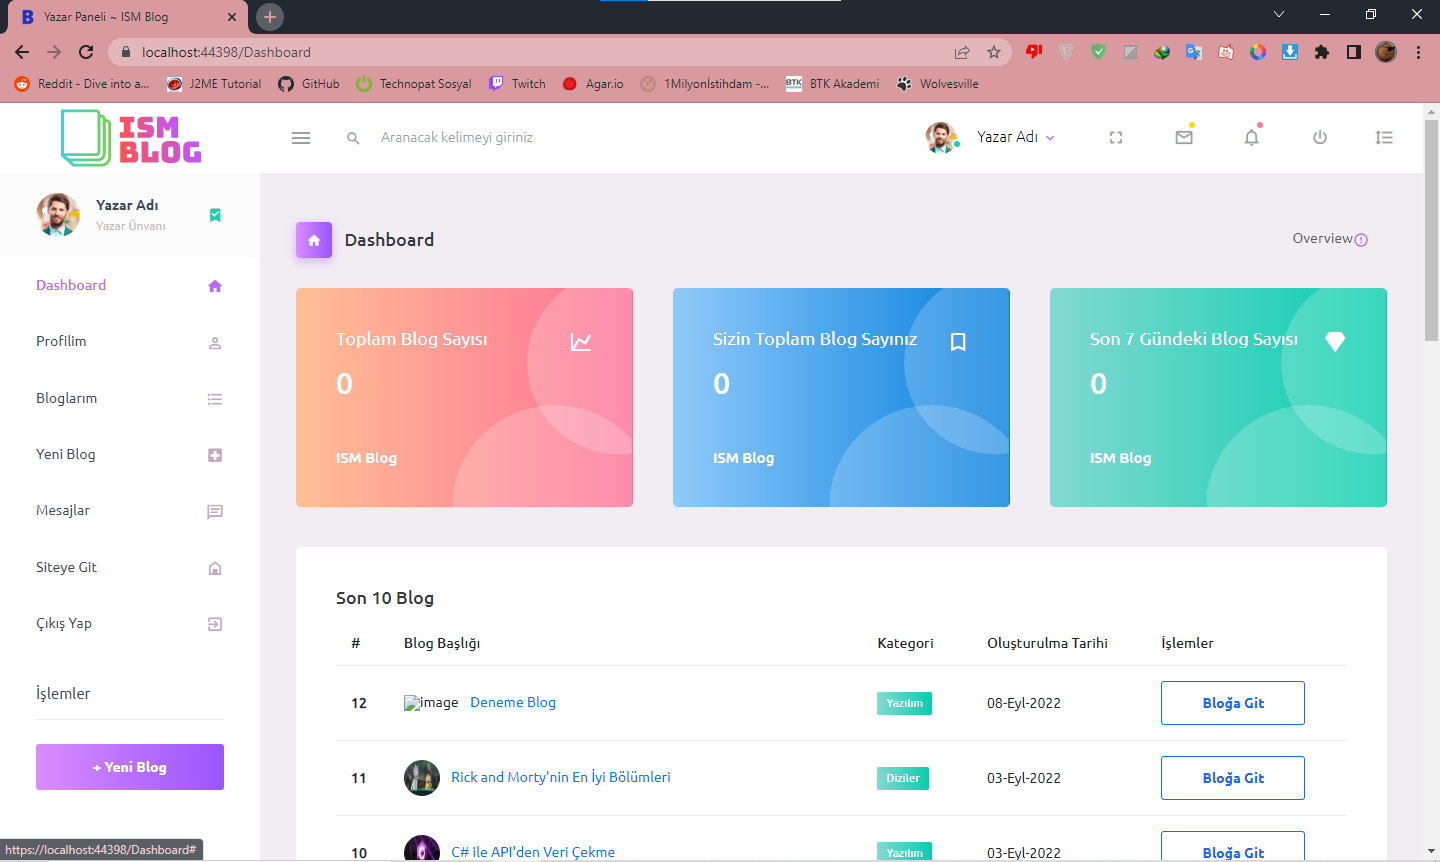 Yazar Paneli ~ ISM Blog
localhost:44398/Dashboard
Reddit - Dive into a...
J2ME Tutorial
GitHub
Technopat Sosyal
Twitch
Agar.io
1Milyonİstihdam -...
BTK
BTK Akademi
Wolvesville
ISM
BLOG
Aranacak kelimeyi giriniz
Yazar Adı
Yazar Adı
Yazar Ünvanı
Dashboard
Profilim
Bloglarım
Yeni Blog
Mesajlar
Siteye Git
Çıkış Yap
İşlemler
+ Yeni Blog
Dashboard
Overview
Toplam Blog Sayısı
0
ISM Blog
Sizin Toplam Blog Sayınız
0
ISM Blog
Son 7 Gündeki Blog Sayısı
0
ISM Blog
Son 10 Blog
# Blog Başlığı Kategori Oluşturulma Tarihi İşlemler
12 image Deneme Blog Yazılım 08-Eyl-2022 Bloğa Git
11 Rick and Morty'nin En İyi Bölümleri Diziler 03-Eyl-2022 Bloğa Git
10 C# ile API'den Veri Çekme Yazılım 03-Eyl-2022 Bloğa Git
https://localhost:44398/Dashboard#